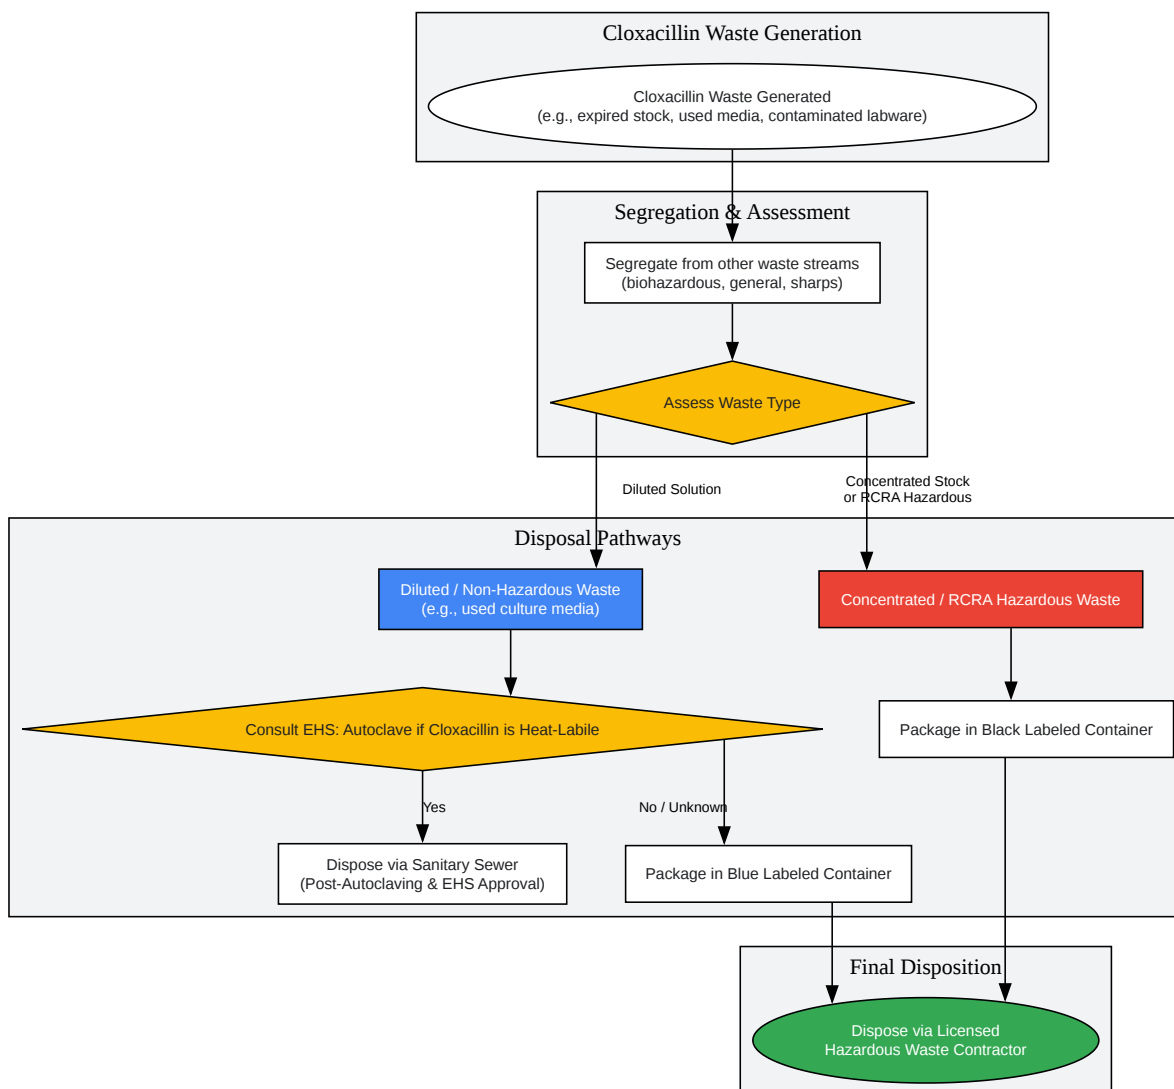 Cloxacillin Waste Generation
Cloxacillin Waste Generated
(e.g., expired stock, used media, contaminated labware)
Segregation & Assessment
Segregate from other waste streams
(biohazardous, general, sharps)
Assess Waste Type
Diluted Solution
Concentrated Stock
or RCRA Hazardous
Disposal Pathways
Diluted / Non-Hazardous Waste
(e.g., used culture media)
Concentrated / RCRA Hazardous Waste
Consult EHS: Autoclave if Cloxacillin is Heat-Labile
Package in Black Labeled Container
Yes
No / Unknown
Dispose via Sanitary Sewer
(Post-Autoclaving & EHS Approval)
Package in Blue Labeled Container
Final Disposition
Dispose via Licensed
Hazardous Waste Contractor